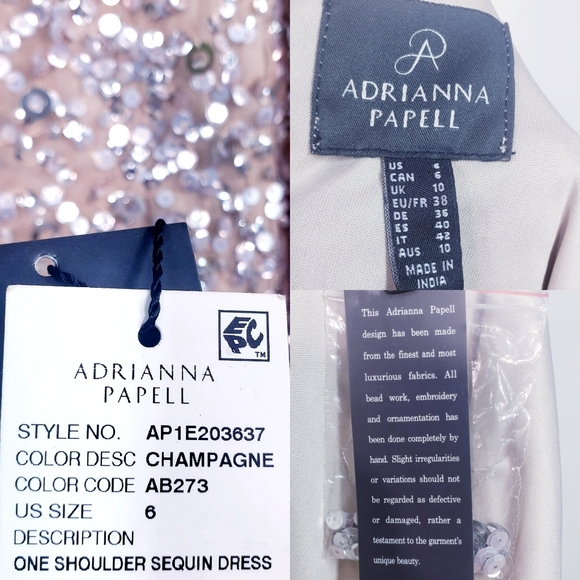 EPC
TM
ADRIANNA
PAPELL
STYLE NO. AP1E203637
COLOR DESC CHAMPAGNE
COLOR CODE AB273
US SIZE 6
DESCRIPTION
ONE SHOULDER SEQUIN DRESS
ADRIANNA
PAPELL
US 6
CAN 6
UK 10
EU/FR 38
DE 36
ES 40
IT 42
AUS 10
MADE IN
INDIA
This Adrianna Papell
design has been made
from the finest and most
luxurious fabrics. All
bead work, embroidery
and ornamentation has
been done completely by
hand. Slight irregularities
or variations should not
be regarded as defective
or damaged, rather a
testament to the garment's
unique beauty.